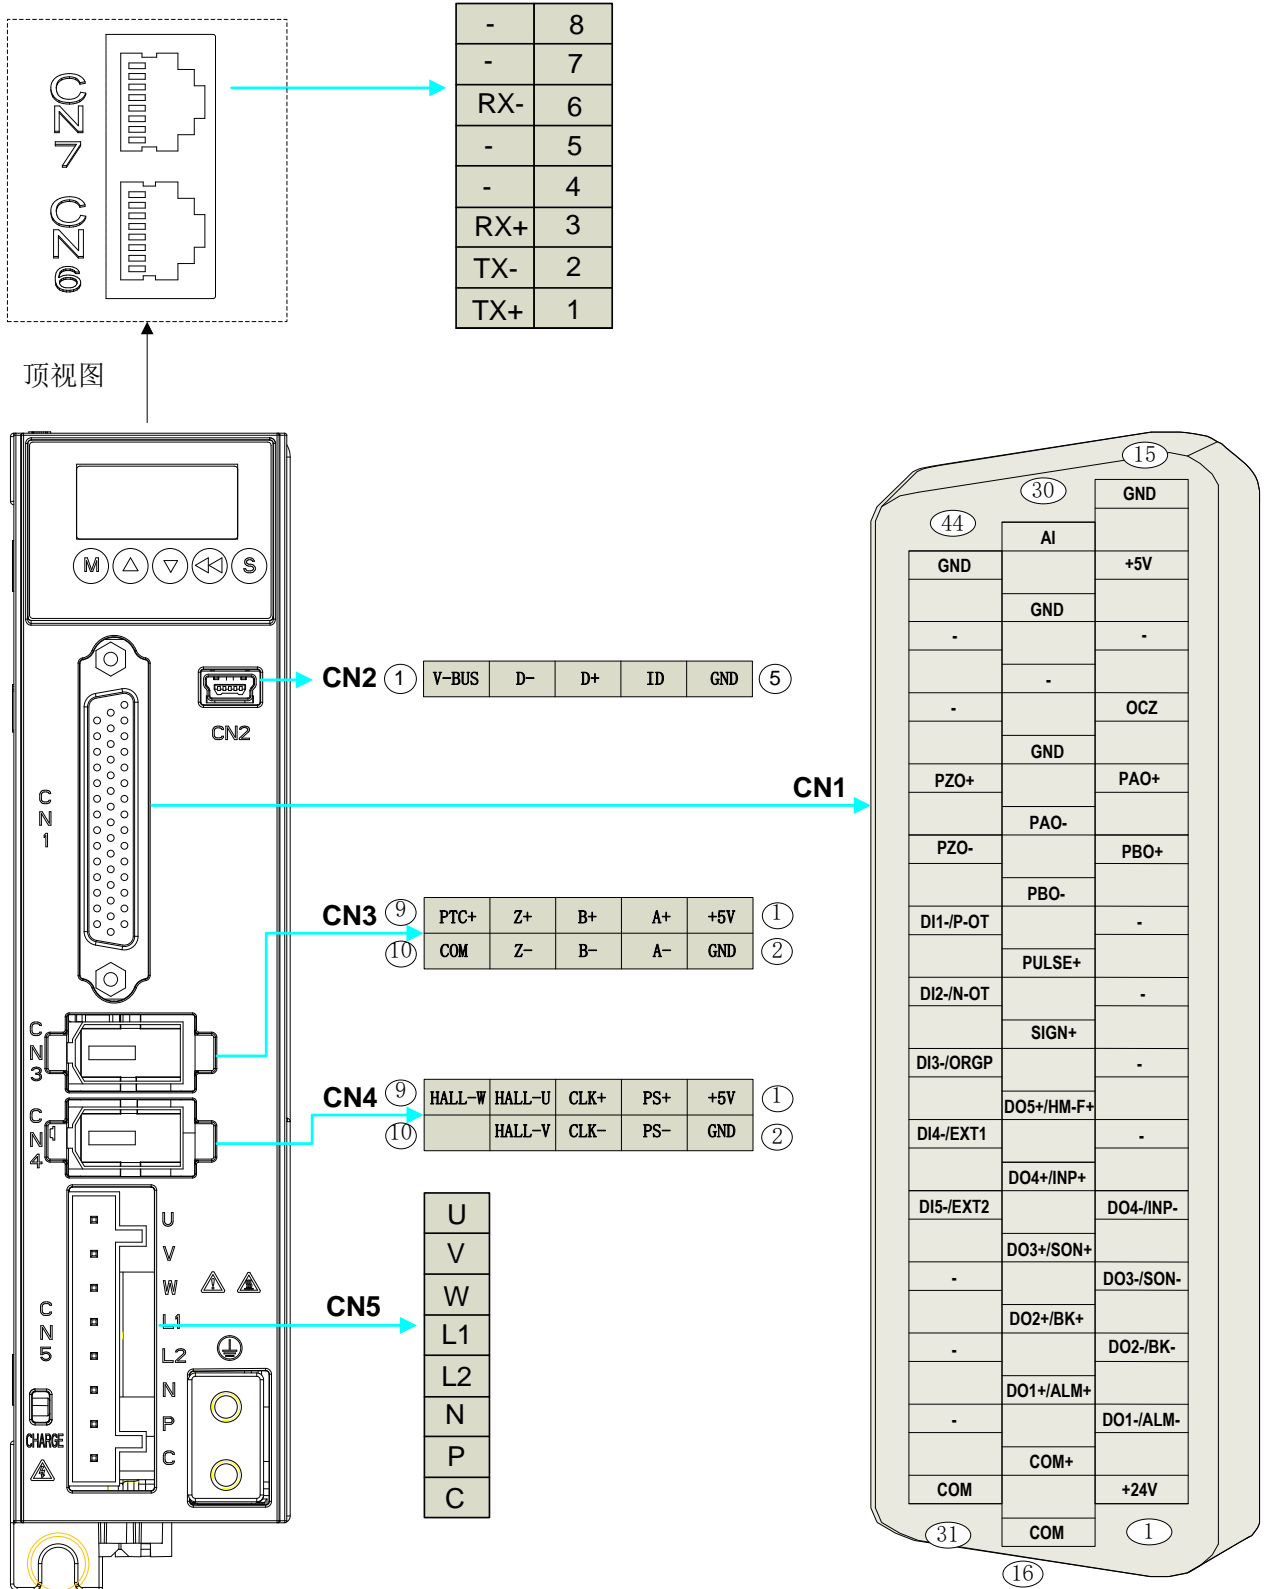 - 8
- 7
RX- 6
- 5
- 4
RX+ 3
TX- 2
TX+ 1
CN7
CN6
顶视图
M S
CN2
CN1
CN3
CN4
CN5
U
V
W
L1
L2
N
P
C
CHARGE
CN2 1 V-BUS D- D+ ID GND 5
CN1
CN3 9 PTC+ Z+ B+ A+ +5V 1
10 COM Z- B- A- GND 2
CN4 9 HALL-W HALL-U CLK+ PS+ +5V 1
10 HALL-V CLK- PS- GND 2
CN5
U
V
W
L1
L2
N
P
C
15
30
GND
44
AI
GND +5V
GND
- -
-
- OCZ
GND
PZO+ PAO+
PAO-
PZO- PBO+
PBO-
DI1-/P-OT -
PULSE+
DI2-/N-OT -
SIGN+
DI3-/ORGP -
DO5+/HM-F+
DI4-/EXT1 -
DO4+/INP+
DI5-/EXT2 DO4-/INP-
DO3+/SON+
- DO3-/SON-
DO2+/BK+
- DO2-/BK-
DO1+/ALM+
- DO1-/ALM-
COM+
COM +24V
31 COM 1
16